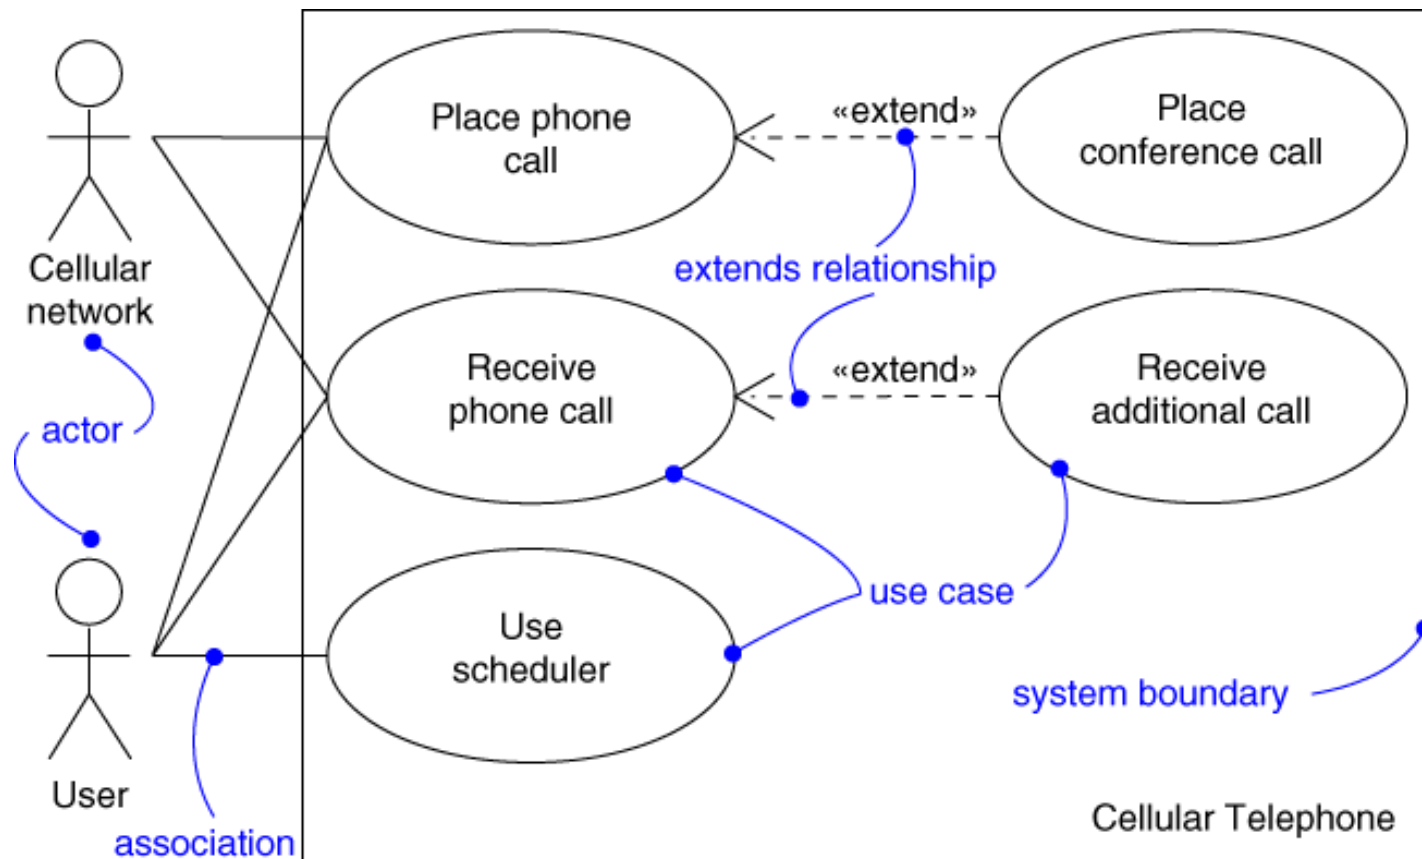 Place phone
call
«extend»
Place
conference call
Cellular
network
extends relationship
Receive
phone call
«extend»
Receive
additional call
actor
Use
scheduler
use case
system boundary
User
association
Cellular Telephone